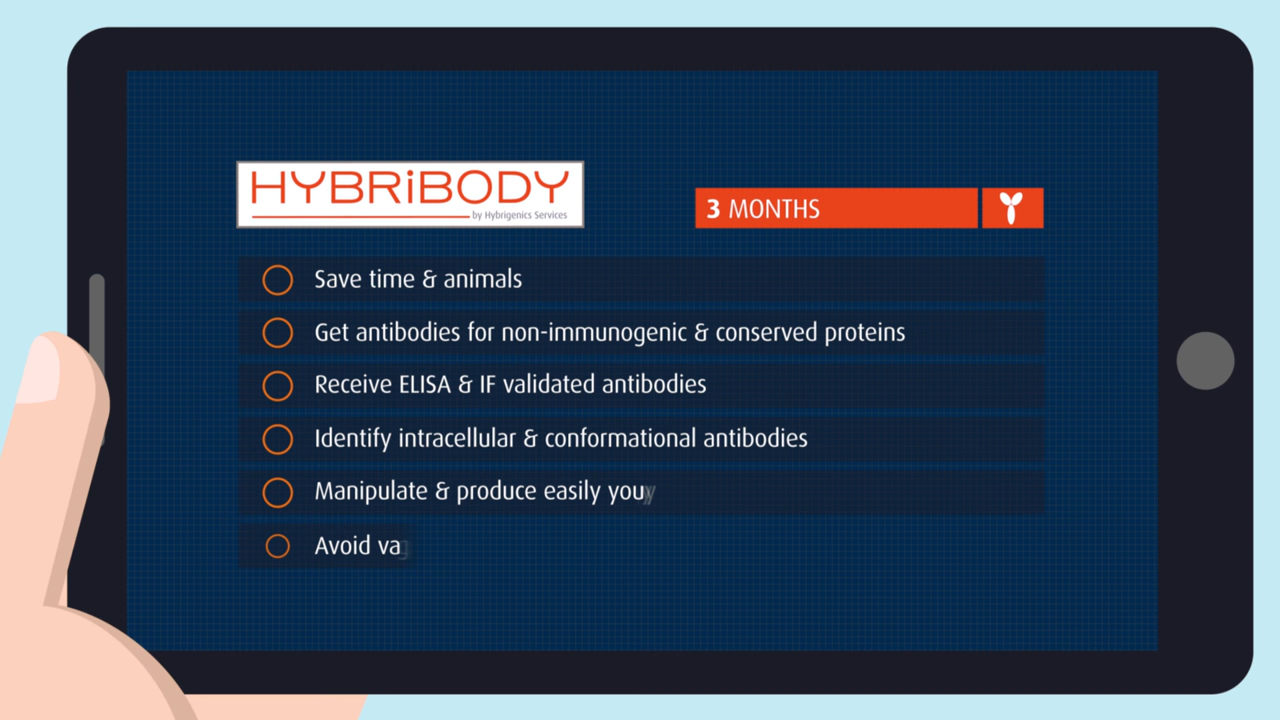 HYBRiBODY
by Hybrigenics Services
3 MONTHS
Save time & animals
Get antibodies for non-immunogenic & conserved proteins
Receive ELISA & IF validated antibodies
Identify intracellular & conformational antibodies
Manipulate & produce easily you
Avoid va